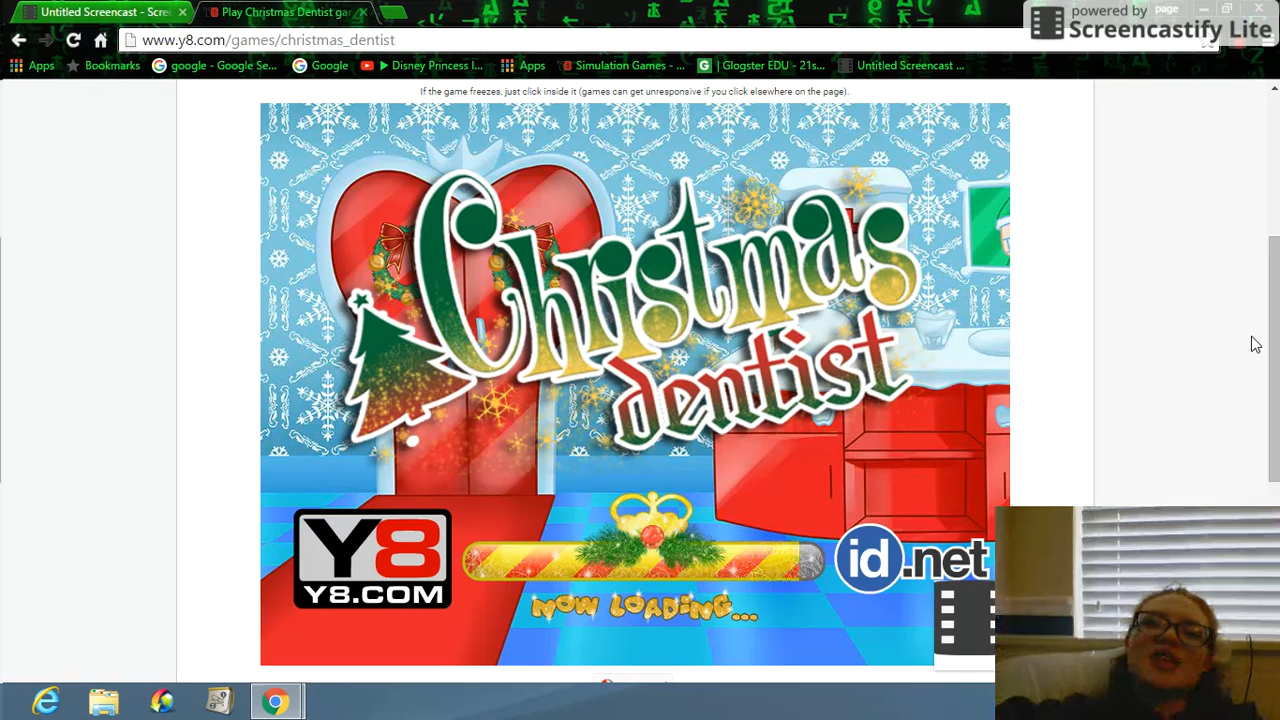 Untitled Screencast - Scre
Play Christmas Dentist gar
page
powered by
Screencastify Lite
www.y8.com/games/christmas_dentist
Apps
Bookmarks
google - Google Se...
Google
Disney Princess I...
Apps
Simulation Games - ...
| Glogster EDU - 21s...
Untitled Screencast ...
If the game freezes, just click inside it (games can get unresponsive if you click elsewhere on the page).
Christmas
dentist
Y8
Y8.COM
id.net
NOW LOADING...